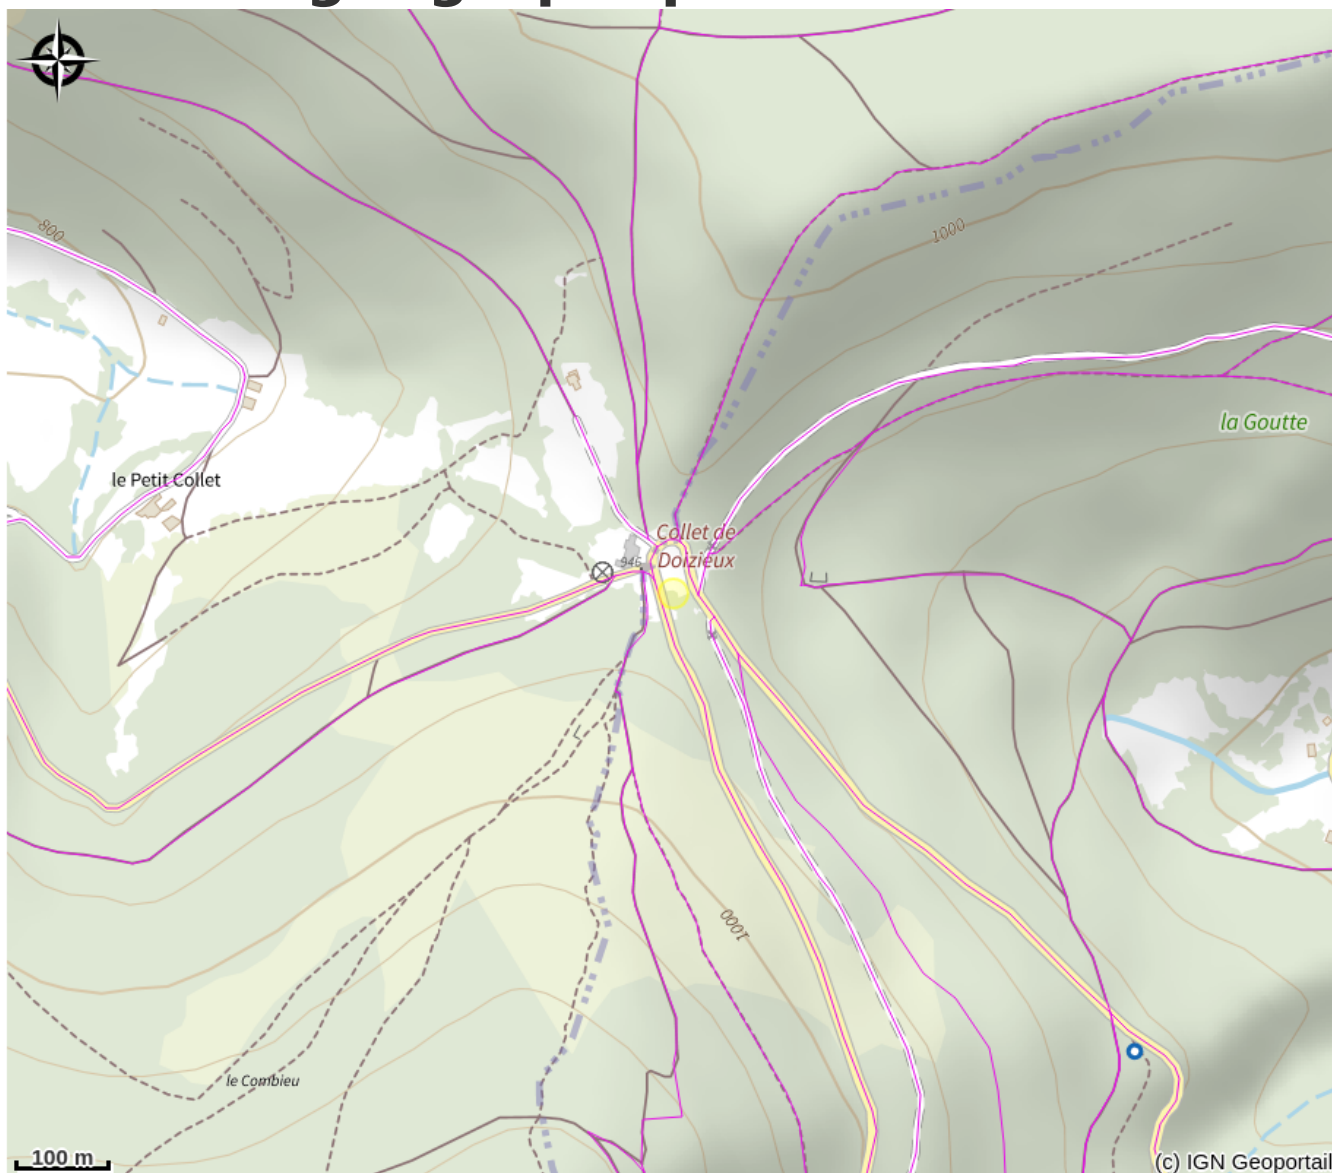 1000
800
la Goutte
le Petit Collet
Collet de
Doizieux
946
1000
le Combieu
100 m
(c) IGN Geoportail